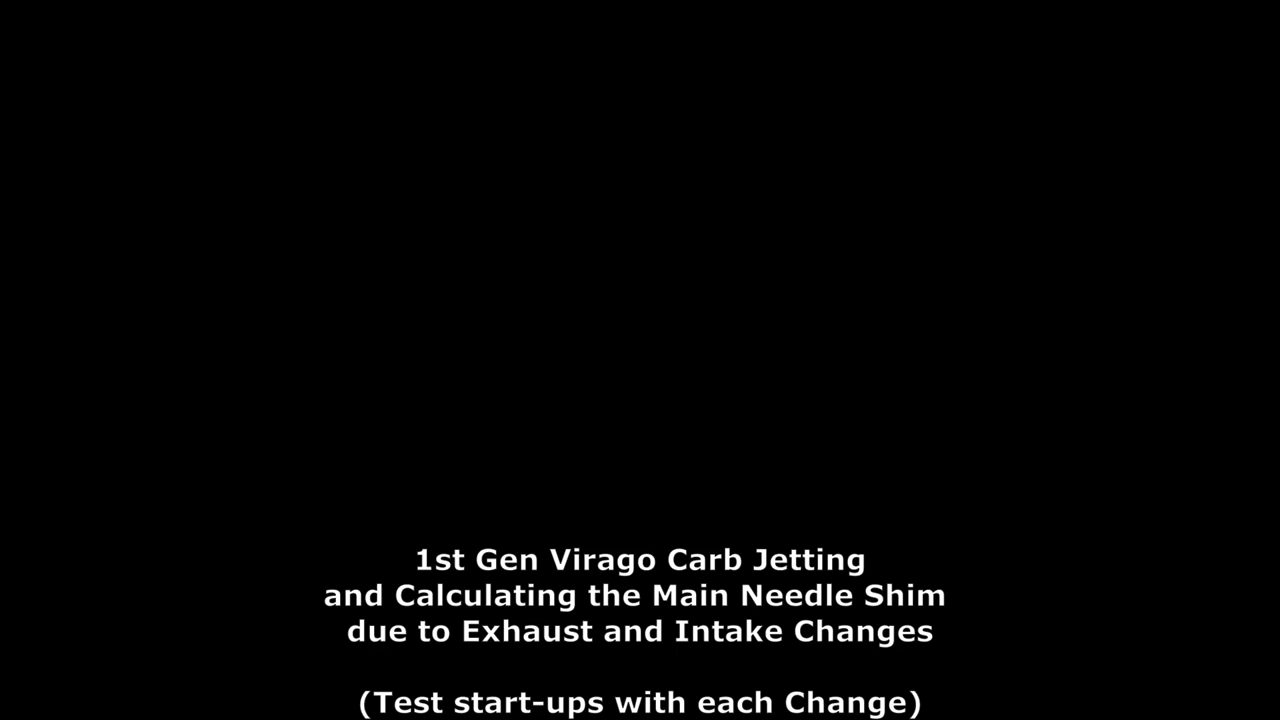 1st Gen Virago Carb Jetting
and Calculating the Main Needle Shim
due to Exhaust and Intake Changes
(Test start-ups with each Change)